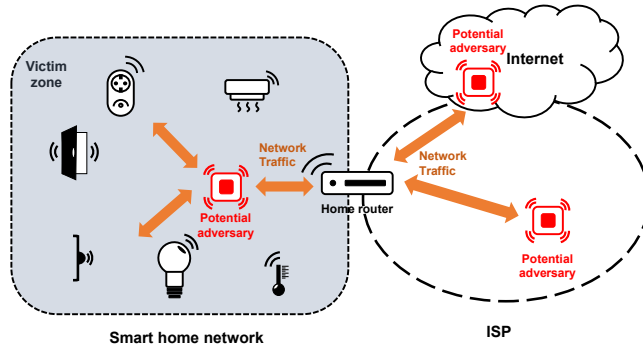 Victim
zone
Network
Traffic
Potential
adversary
Home router
Smart home network
Potential
adversary
Internet
Network
Traffic
Potential
adversary
ISP